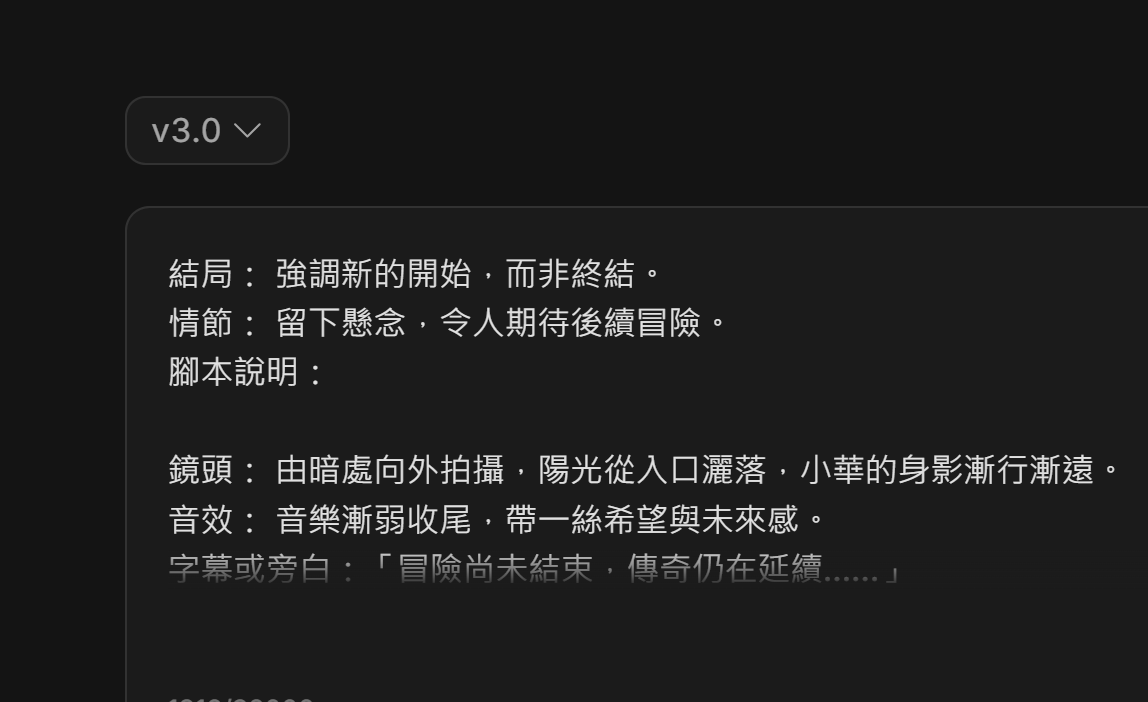 v3.0
結局： 強調新的開始，而非終結。
情節： 留下懸念，令人期待後續冒險。
腳本說明：
鏡頭： 由暗處向外拍攝，陽光從入口灑落，小華的身影漸行漸遠。
音效： 音樂漸弱收尾，帶一絲希望與未來感。
字幕或旁白：「冒險尚未結束，傳奇仍在延續……」